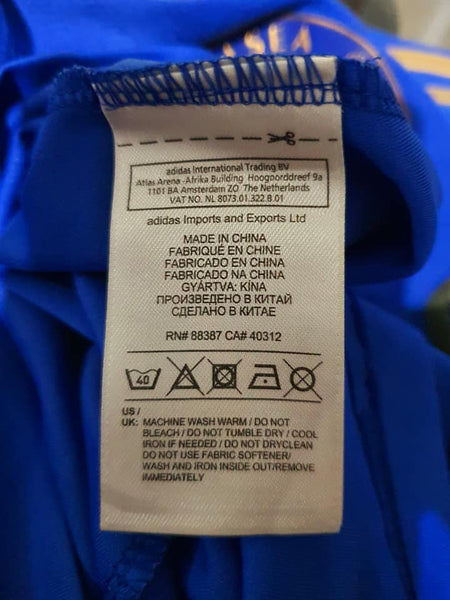 LSEA
adidas International Trading BV
Atlas Arena - Afrika Building Hoogoorddreef 9a
1101 BA Amsterdam ZO The Netherlands
VAT NO. NL 8073.01.322.B.01
adidas Imports and Exports Ltd
MADE IN CHINA
FABRIQUÉ EN CHINE
FABRICADO EN CHINA
FABRICADO NA CHINA
GYÁRTVA: KÍNA
ПРОИЗВЕДЕНО В КИТАЙ
СДЕЛАНО В КИТАЕ
RN# 88387 CA# 40312
40
US /
UK: MACHINE WASH WARM / DO NOT
BLEACH / DO NOT TUMBLE DRY / COOL
IRON IF NEEDED / DO NOT DRYCLEAN
DO NOT USE FABRIC SOFTENER/
WASH AND IRON INSIDE OUT/REMOVE
IMMEDIATELY